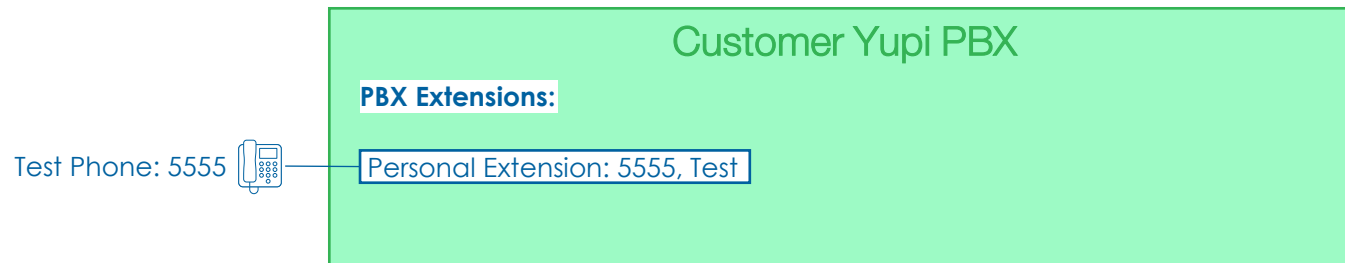 Customer Yupi PBX
PBX Extensions:
Test Phone: 5555
Personal Extension: 5555, Test